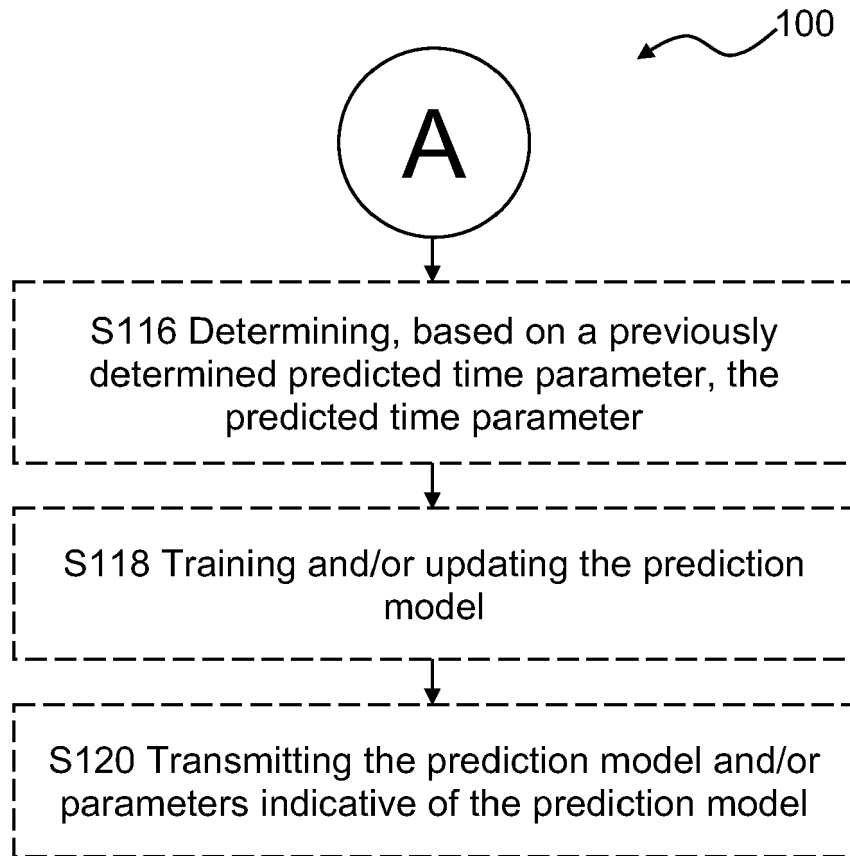 100
A
S116 Determining, based on a previously
determined predicted time parameter, the
predicted time parameter
S118 Training and/or updating the prediction
model
S120 Transmitting the prediction model and/or
parameters indicative of the prediction model